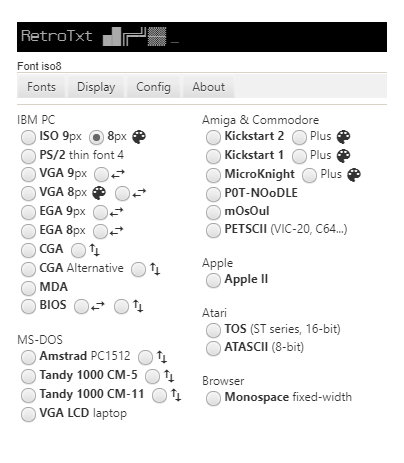 RetroTxt
Font iso8
Fonts Display Config About
IBM PC
ISO 9px 8px
PS/2 thin font 4
VGA 9px
VGA 8px
EGA 9px
EGA 8px
CGA
CGA Alternative
MDA
BIOS
MS-DOS
Amstrad PC1512
Tandy 1000 CM-5
Tandy 1000 CM-11
VGA LCD laptop
Amiga & Commodore
Kickstart 2 Plus
Kickstart 1 Plus
MicroKnight Plus
P0T-NOoDLE
mOsOul
PETSCII (VIC-20, C64...)
Apple
Apple II
Atari
TOS (ST series, 16-bit)
ATASCII (8-bit)
Browser
Monospace fixed-width